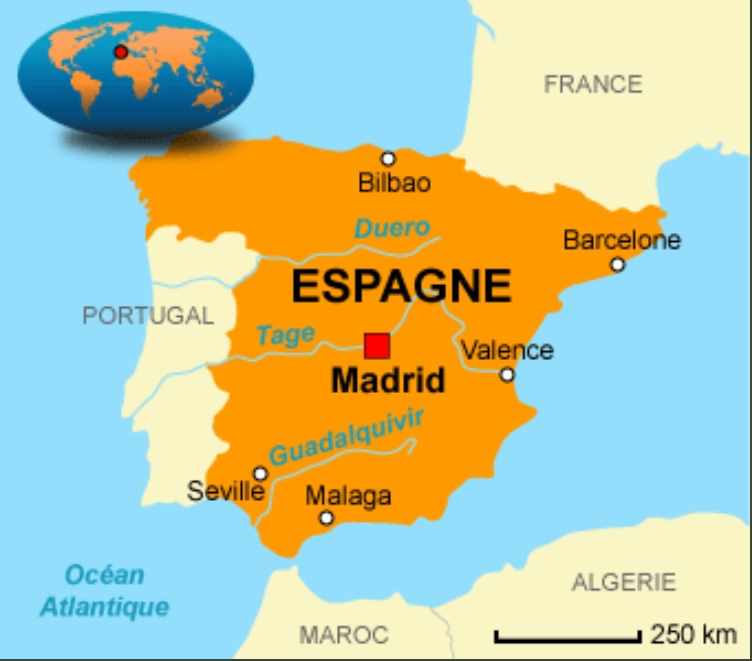 FRANCE
Bilbao
Duero
Barcelone
ESPAGNE
PORTUGAL
Tage
Valence
Madrid
Guadalquivir
Seville
Malaga
Océan
Atlantique
ALGERIE
MAROC
250 km